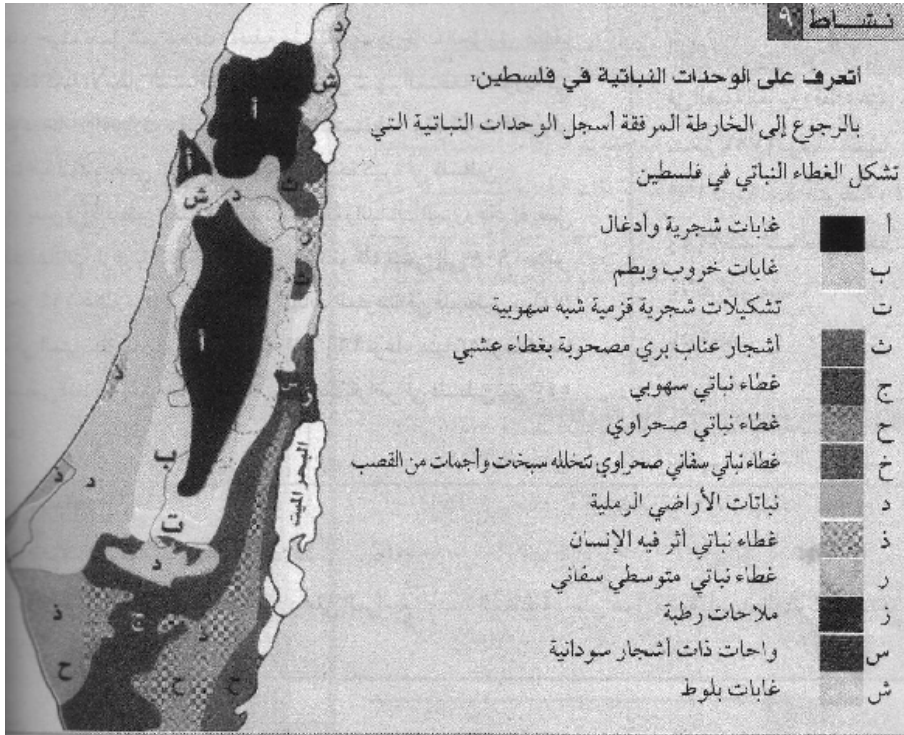 نشاط ٩
أتعرف على الوحدات النباتية في فلسطين:
بالرجوع إلى الخارطة المرفقة أسجل الوحدات النباتية التي
تشكل الغطاء النباتي في فلسطين
أ غابات شجرية وأدغال
ب غابات خروب وبطم
ت تشكيلات شجرية قزمية شبه سهوبية
ث أشجار عناب بري مصحوبة بغطاء عشبي
ج غطاء نباتي سهوبي
ح غطاء نباتي صحراوي
خ غطاء نباتي سفاني صحراوي تتخلله سبخات وأجمات من القصب
د نباتات الأراضي الرملية
ذ غطاء نباتي أثر فيه الإنسان
ر غطاء نباتي متوسطي سفاني
ز ملاحات رطبة
س واحات ذات أشجار سودانية
ش غابات بلوط
البحر الميت